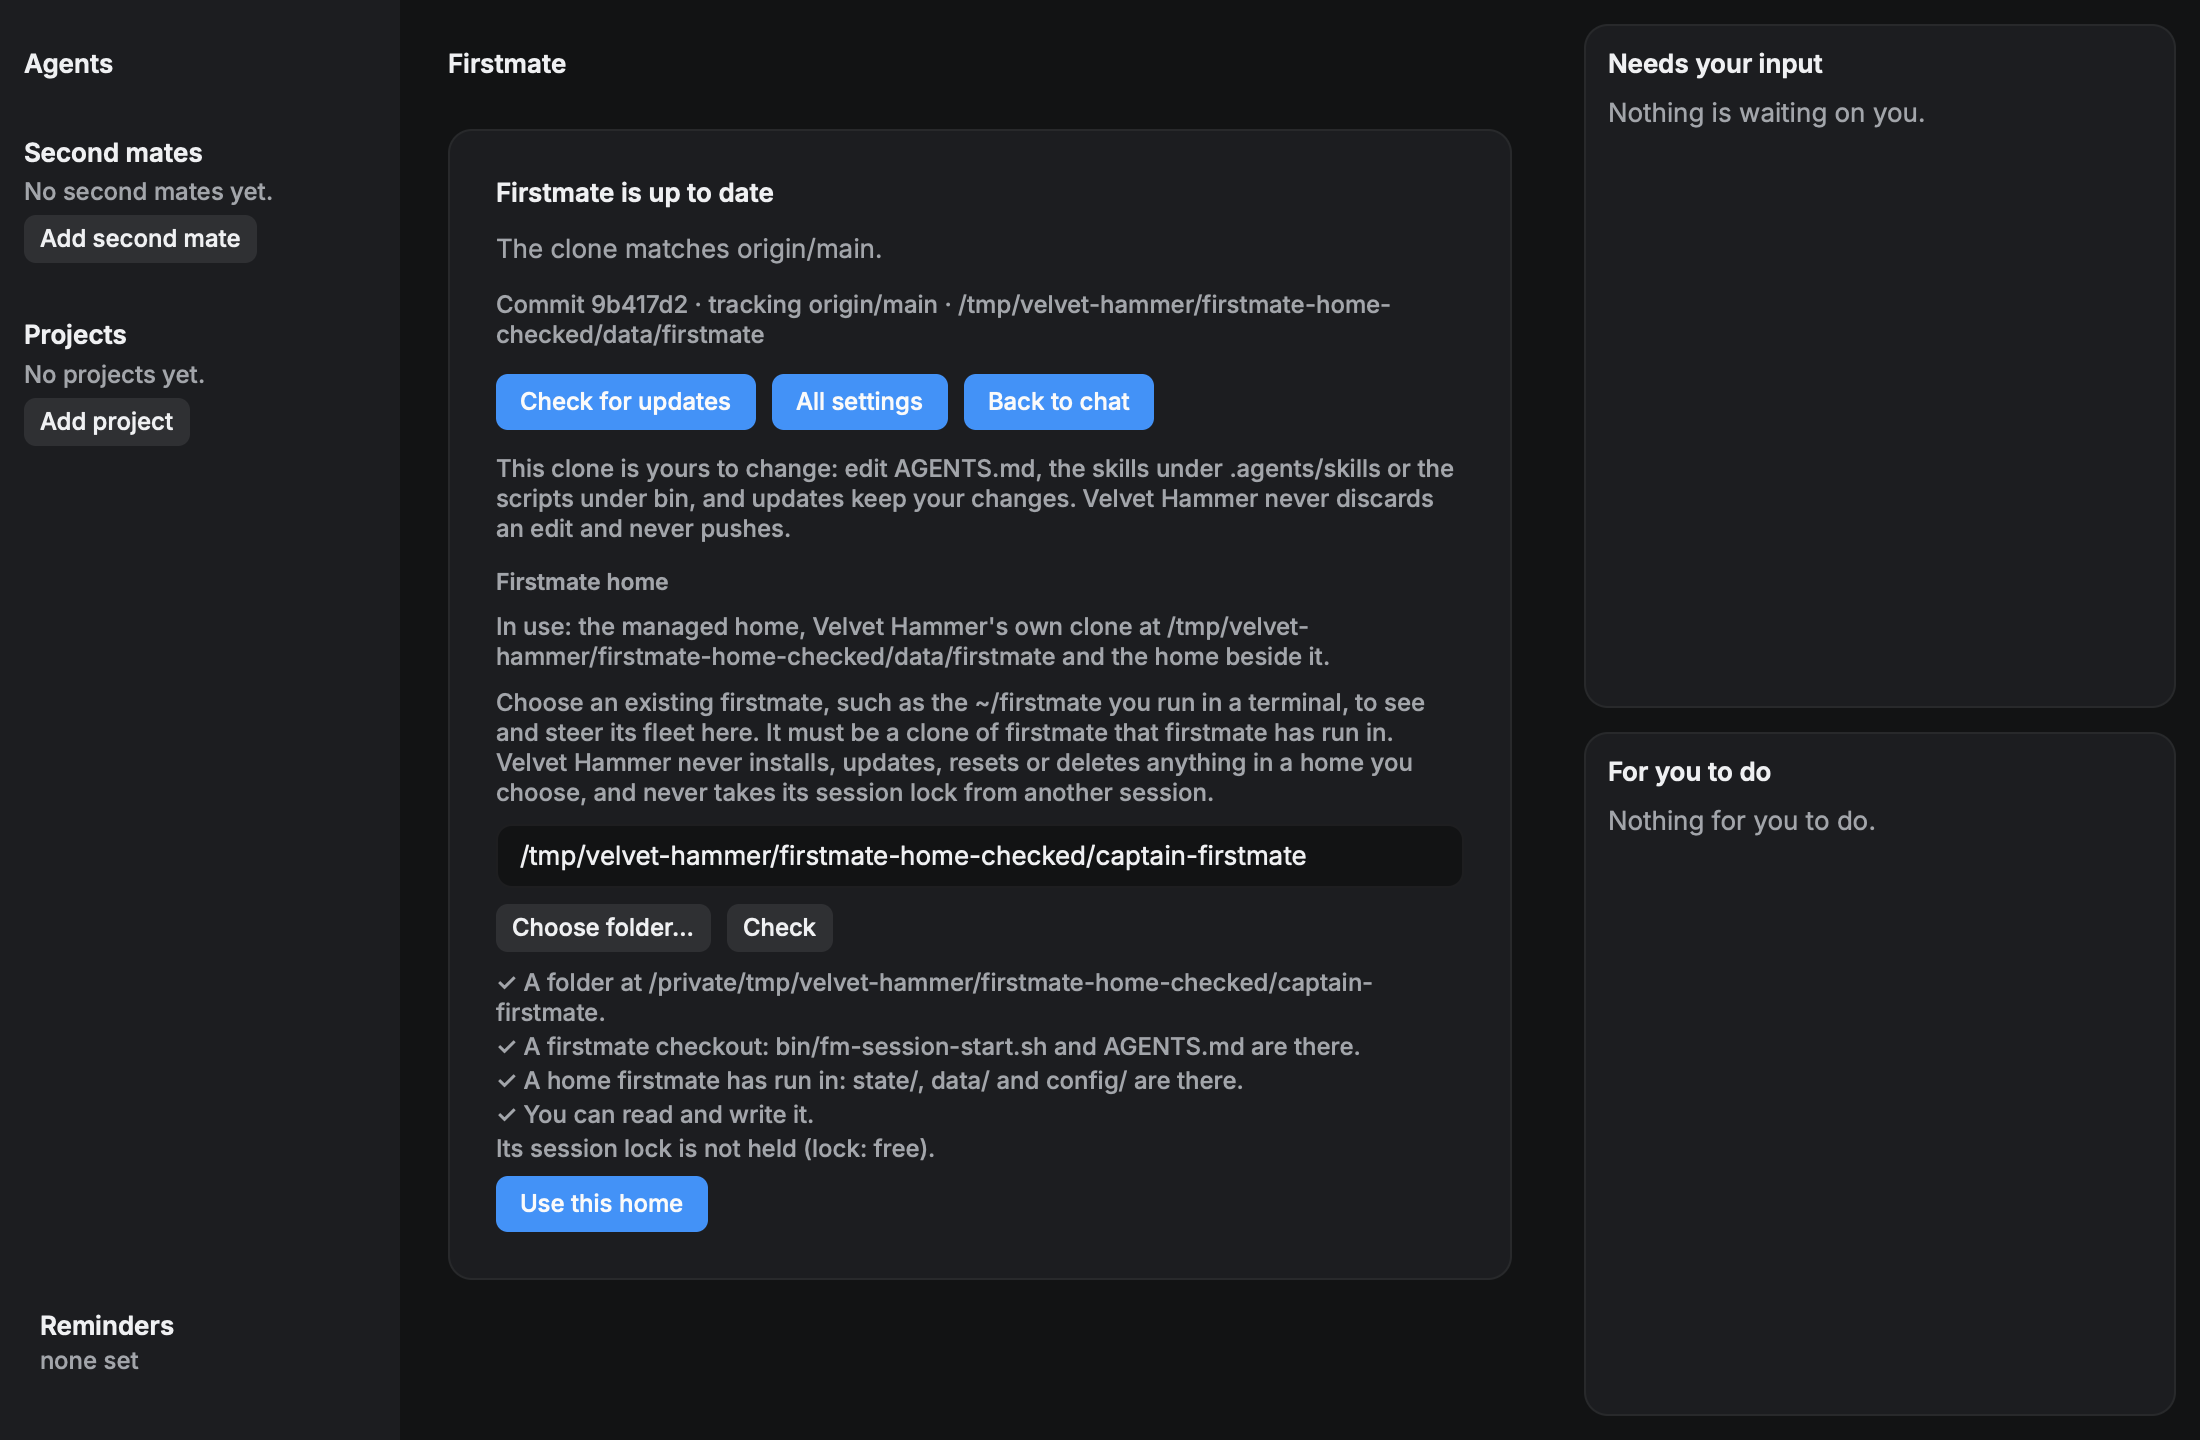 Agents
Second mates
No second mates yet.
Add second mate
Projects
No projects yet.
Add project
Reminders
none set
Firstmate
Firstmate is up to date
The clone matches origin/main.
Commit 9b417d2 · tracking origin/main · /tmp/velvet-hammer/firstmate-home-
checked/data/firstmate
Check for updates
All settings
Back to chat
This clone is yours to change: edit AGENTS.md, the skills under .agents/skills or the
scripts under bin, and updates keep your changes. Velvet Hammer never discards
an edit and never pushes.
Firstmate home
In use: the managed home, Velvet Hammer's own clone at /tmp/velvet-
hammer/firstmate-home-checked/data/firstmate and the home beside it.
Choose an existing firstmate, such as the ~/firstmate you run in a terminal, to see
and steer its fleet here. It must be a clone of firstmate that firstmate has run in.
Velvet Hammer never installs, updates, resets or deletes anything in a home you
choose, and never takes its session lock from another session.
/tmp/velvet-hammer/firstmate-home-checked/captain-firstmate
Choose folder...
Check
✓ A folder at /private/tmp/velvet-hammer/firstmate-home-checked/captain-
firstmate.
✓ A firstmate checkout: bin/fm-session-start.sh and AGENTS.md are there.
✓ A home firstmate has run in: state/, data/ and config/ are there.
✓ You can read and write it.
Its session lock is not held (lock: free).
Use this home
Needs your input
Nothing is waiting on you.
For you to do
Nothing for you to do.